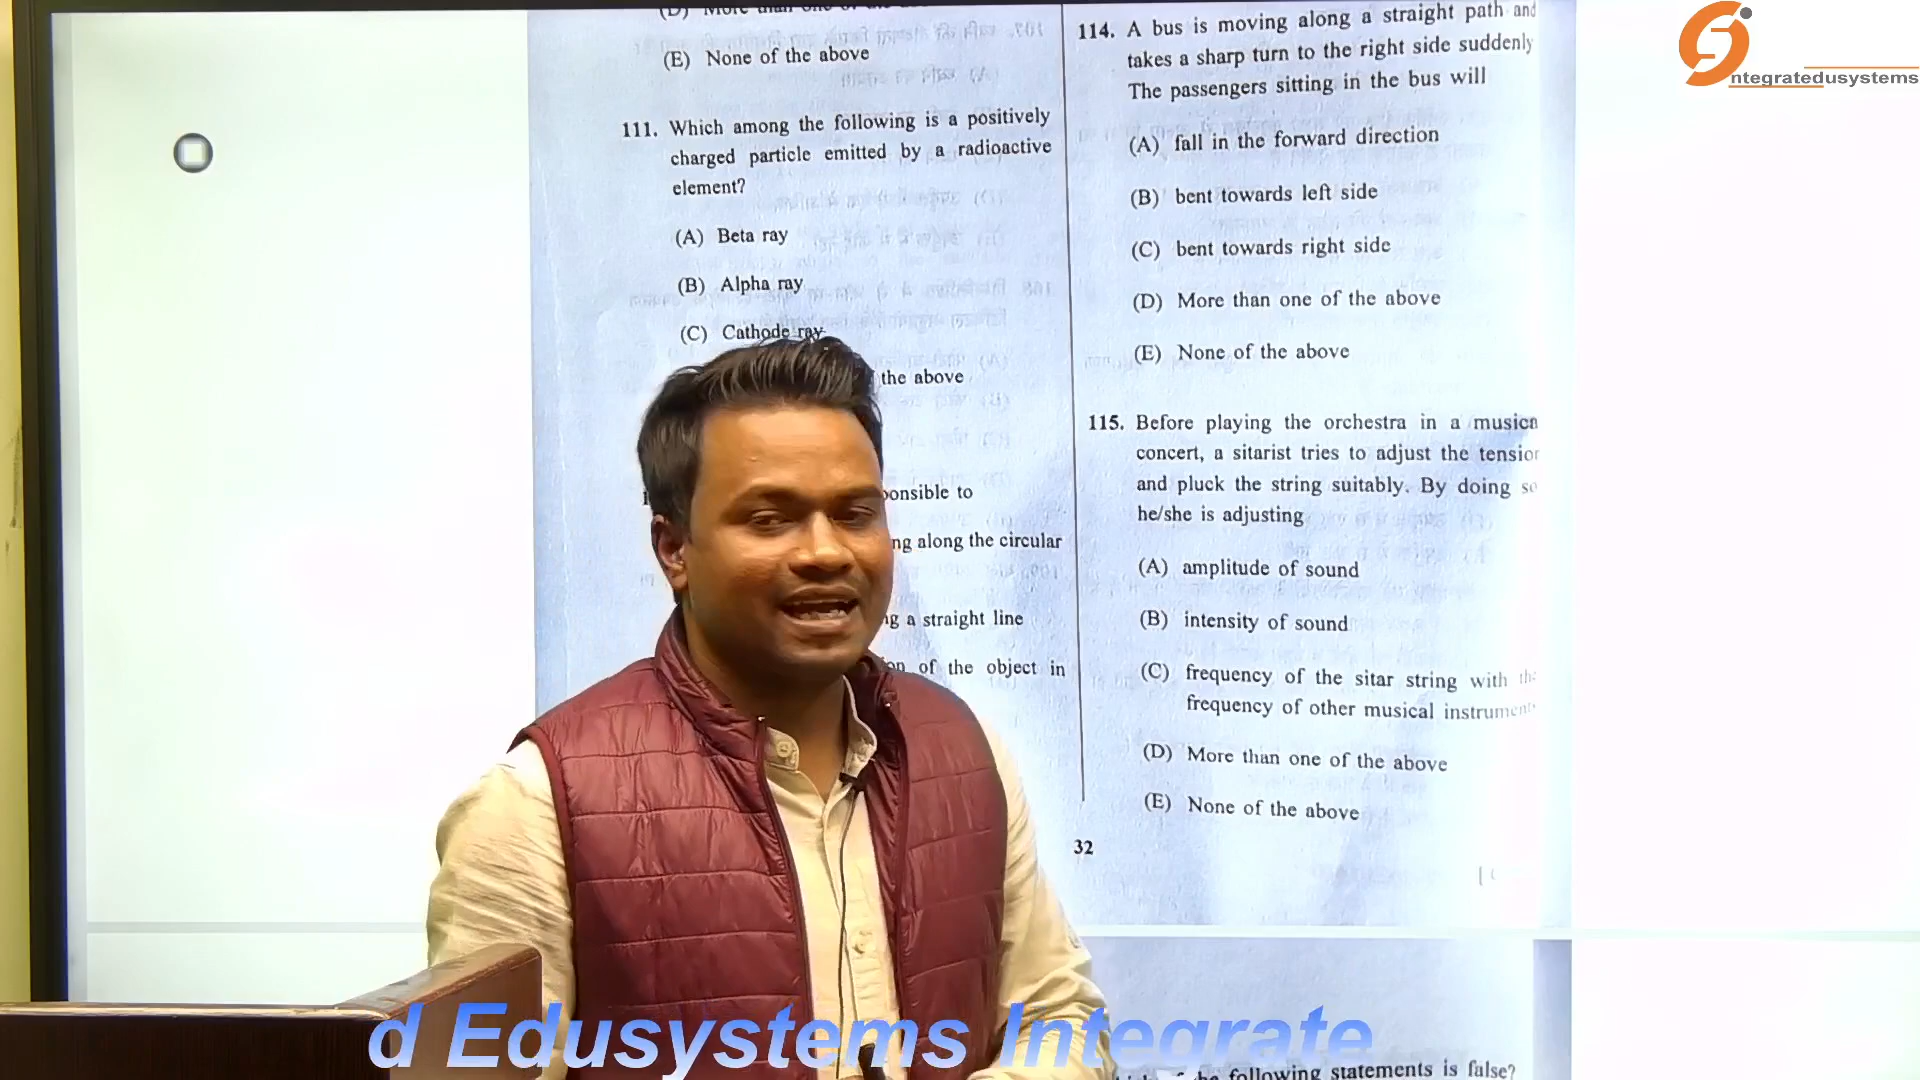 (E) None of the above
111. Which among the following is a positively
charged particle emitted by a radioactive
element?
(A) Beta ray
(B) Alpha ray
(C) Cathode ray
the above
to
along the circular
a straight line
of the object in
114. A bus is moving along a straight path and
takes a sharp turn to the right side suddenly
The passengers sitting in the bus will
(A) fall in the forward direction
(B) bent towards left side
(C) bent towards right side
(D) More than one of the above
(E) None of the above
115. Before playing the orchestra in a
concert, a sitarist tries to adjust the
and pluck the string suitably. By doing so
he/she is adjusting
(A) amplitude of sound
(B) intensity of sound
(C) frequency of the sitar string with the
frequency of other musical
(D) More than one of the above
(E) None of the above
32
following statements is false?
ntegratedusystems
d Edusystems Integrate